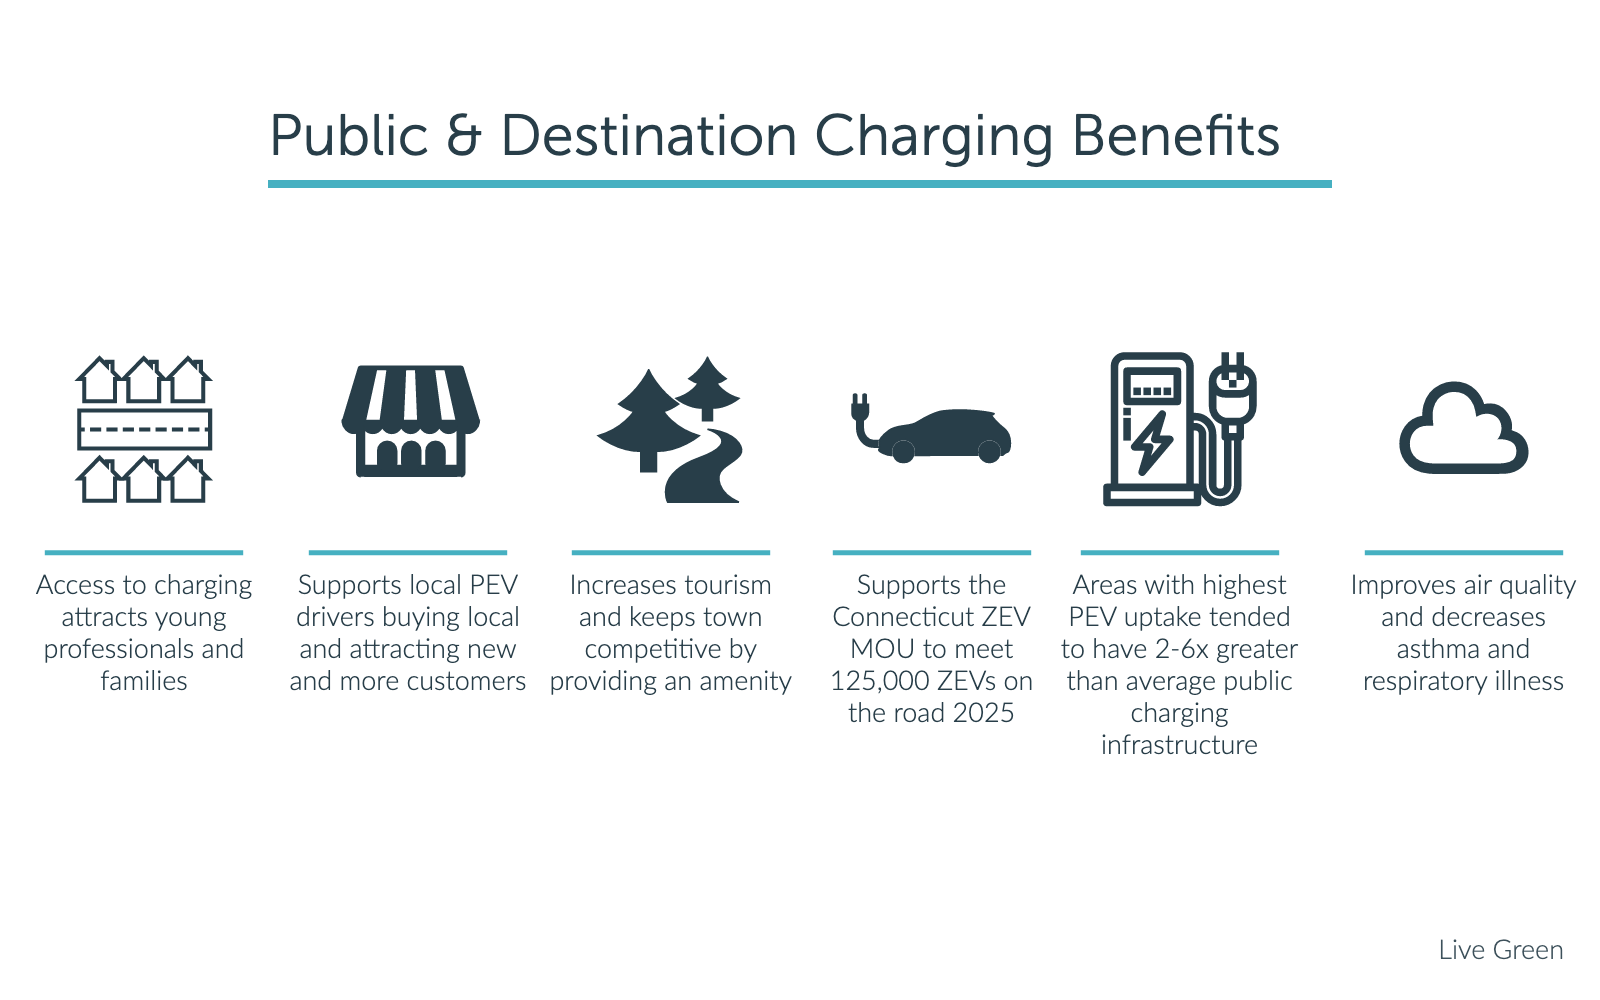 Public & Destination Charging Benefits
Access to charging
attracts young
professionals and
families
Supports local PEV
drivers buying local
and attracting new
and more customers
Increases tourism
and keeps town
competitive by
providing an amenity
Supports the
Connecticut ZEV
MOU to meet
125,000 ZEVs on
the road 2025
Areas with highest
PEV uptake tended
to have 2-6x greater
than average public
charging
infrastructure
Improves air quality
and decreases
asthma and
respiratory illness
Live Green